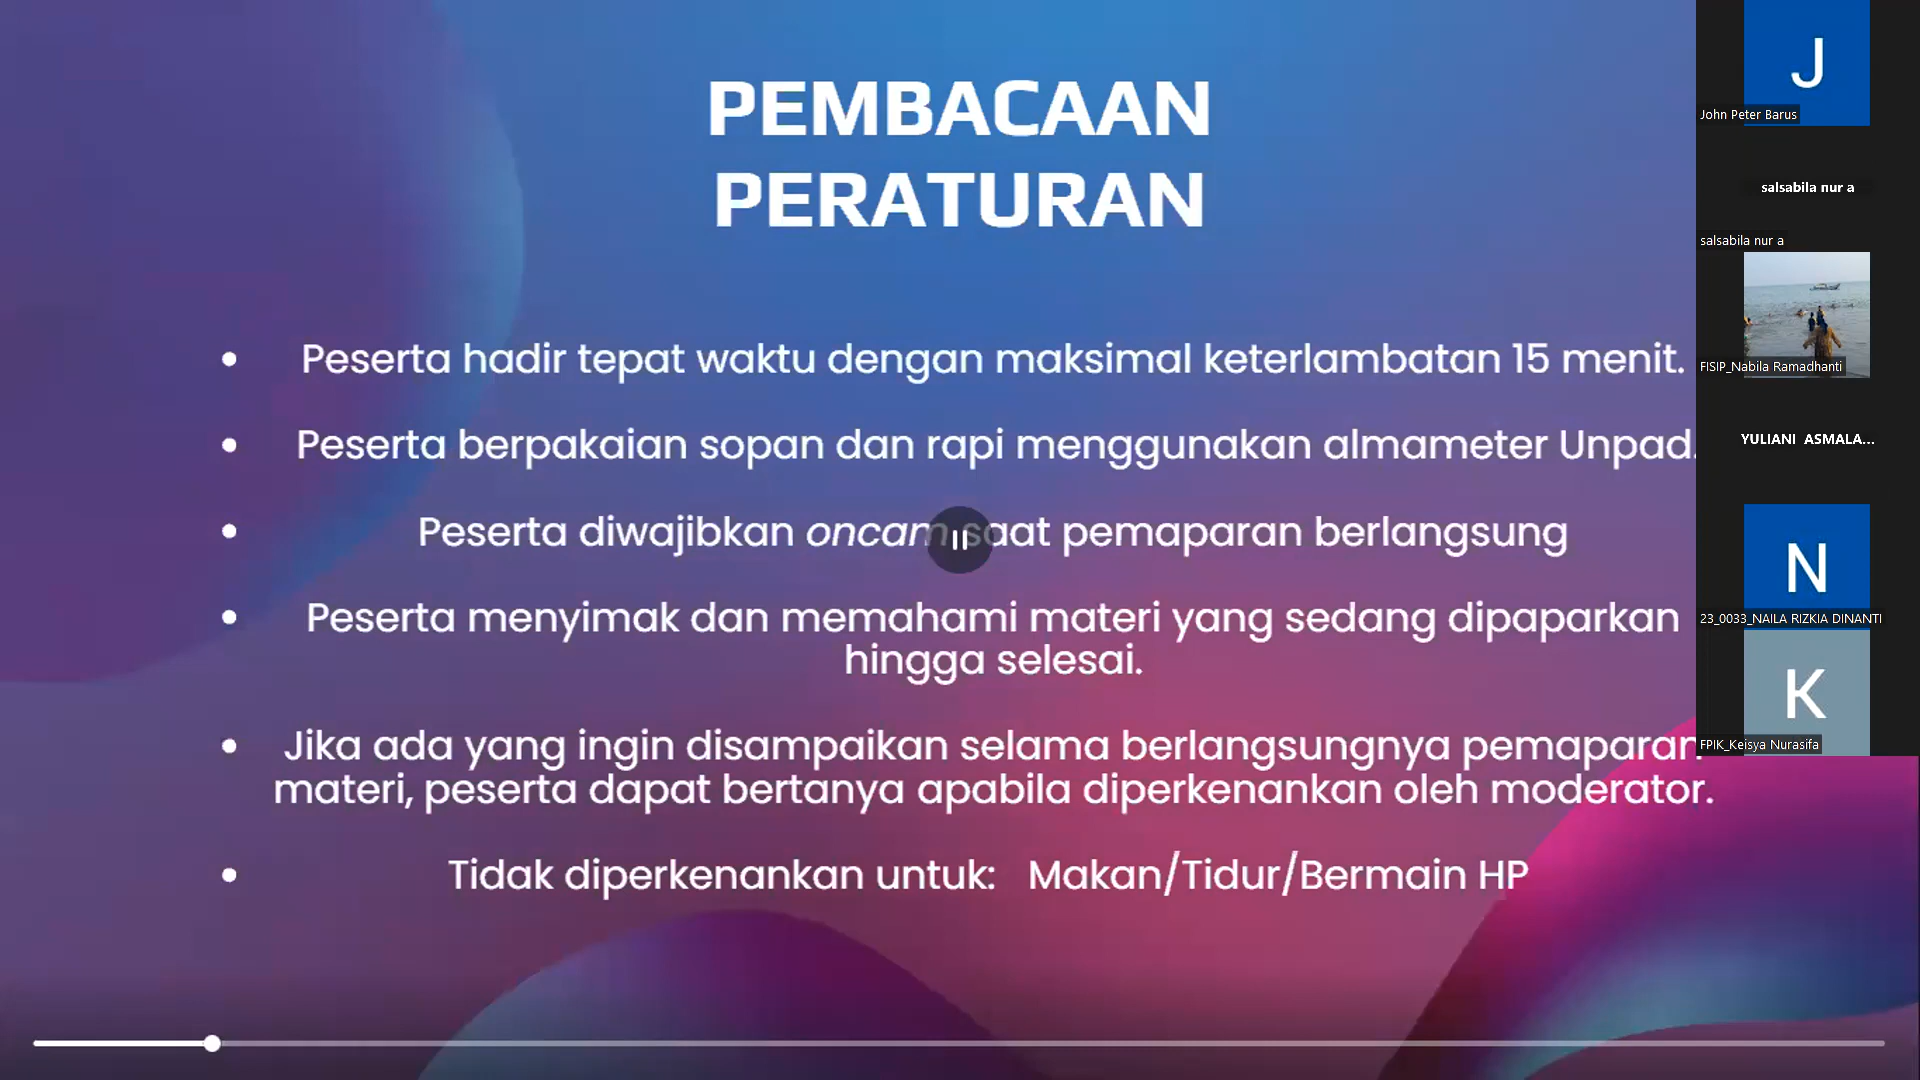 PEMBACAAN
PERATURAN
Peserta hadir tepat waktu dengan maksimal keterlambatan 15 menit.
Peserta berpakaian sopan dan rapi menggunakan almameter Unpad.
Peserta diwajibkan oncam saat pemaparan berlangsung
Peserta menyimak dan memahami materi yang sedang dipaparkan
hingga selesai.
Jika ada yang ingin disampaikan selama berlangsungnya pemaparan
materi, peserta dapat bertanya apabila diperkenankan oleh moderator.
Tidak diperkenankan untuk: Makan/Tidur/Bermain HP
J
John Peter Barus
salsabila nur a
salsabila nur a
FISIP_Nabila Ramadhanti
YULIANI ASMALA...
N
23_0033_NAILA RIZKIA DINANTI
K
FPIK_Keisya Nurasifa